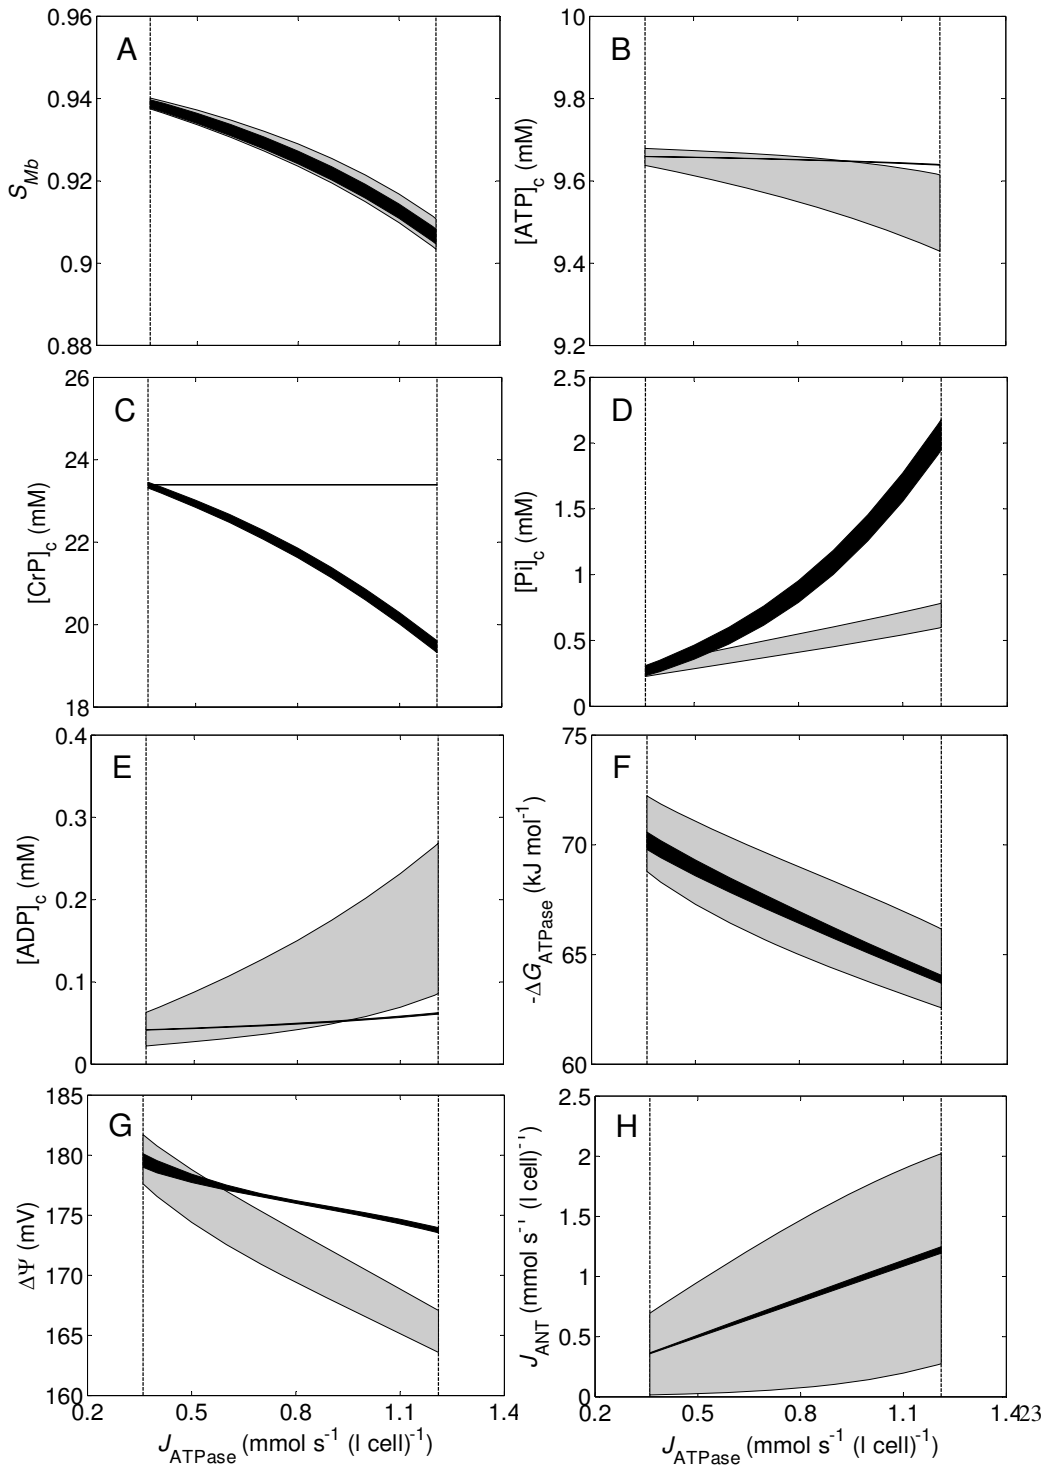 A
S_Mb
0.96
0.94
0.92
0.9
0.88
B
[ATP]_c (mM)
10
9.8
9.6
9.4
9.2
C
[CrP]_c (mM)
26
24
22
20
18
D
[Pi]_c (mM)
2.5
2
1.5
1
0.5
0
E
[ADP]_c (mM)
0.4
0.3
0.2
0.1
0
F
-ΔG_ATPase (kJ mol^-1)
75
70
65
60
G
ΔΨ (mV)
185
180
175
170
165
160
0.2 0.5 0.8 1.1 1.4
J_ATPase (mmol s^-1 (l cell)^-1)
H
J_ANT (mmol s^-1 (l cell)^-1)
2.5
2
1.5
1
0.5
0
0.2 0.5 0.8 1.1 1.4
J_ATPase (mmol s^-1 (l cell)^-1)
23